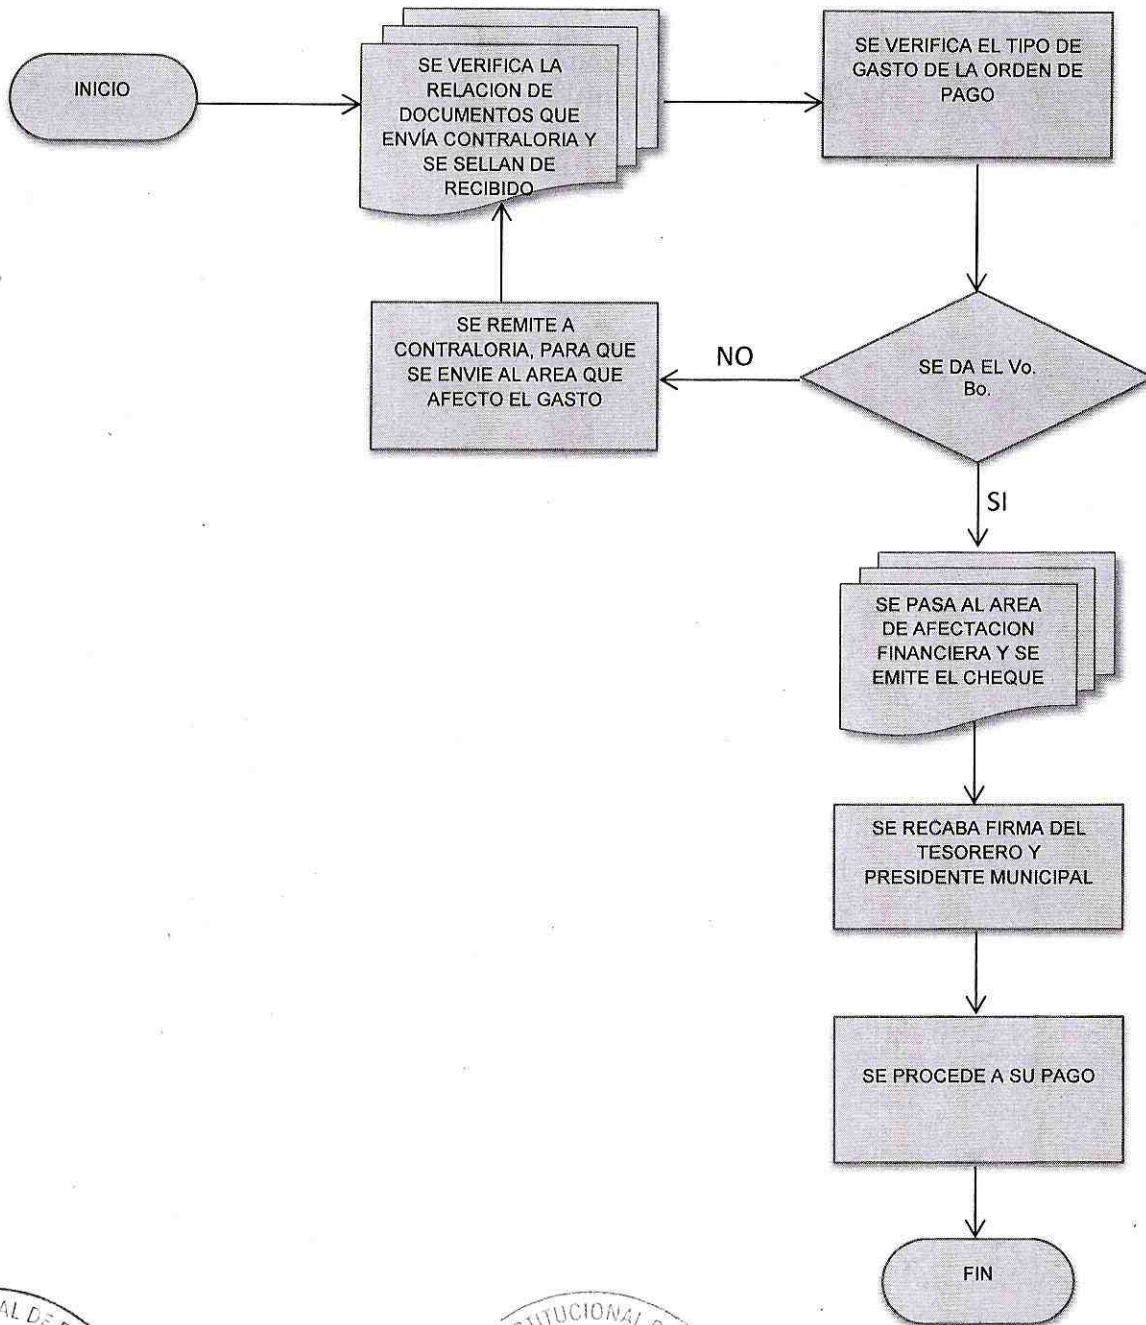 INICIO
SE VERIFICA LA
RELACION DE
DOCUMENTOS QUE
ENVÍA CONTRALORIA Y
SE SELLAN DE
RECIBIDO
SE VERIFICA EL TIPO DE
GASTO DE LA ORDEN DE
PAGO
SE DA EL Vo.
Bo.
NO
SE REMITE A
CONTRALORIA, PARA QUE
SE ENVIE AL AREA QUE
AFECTO EL GASTO
SI
SE PASA AL AREA
DE AFECTACION
FINANCIERA Y SE
EMITE EL CHEQUE
SE RECABA FIRMA DEL
TESORERO Y
PRESIDENTE MUNICIPAL
SE PROCEDE A SU PAGO
FIN
AL DE
TITUCIONAL